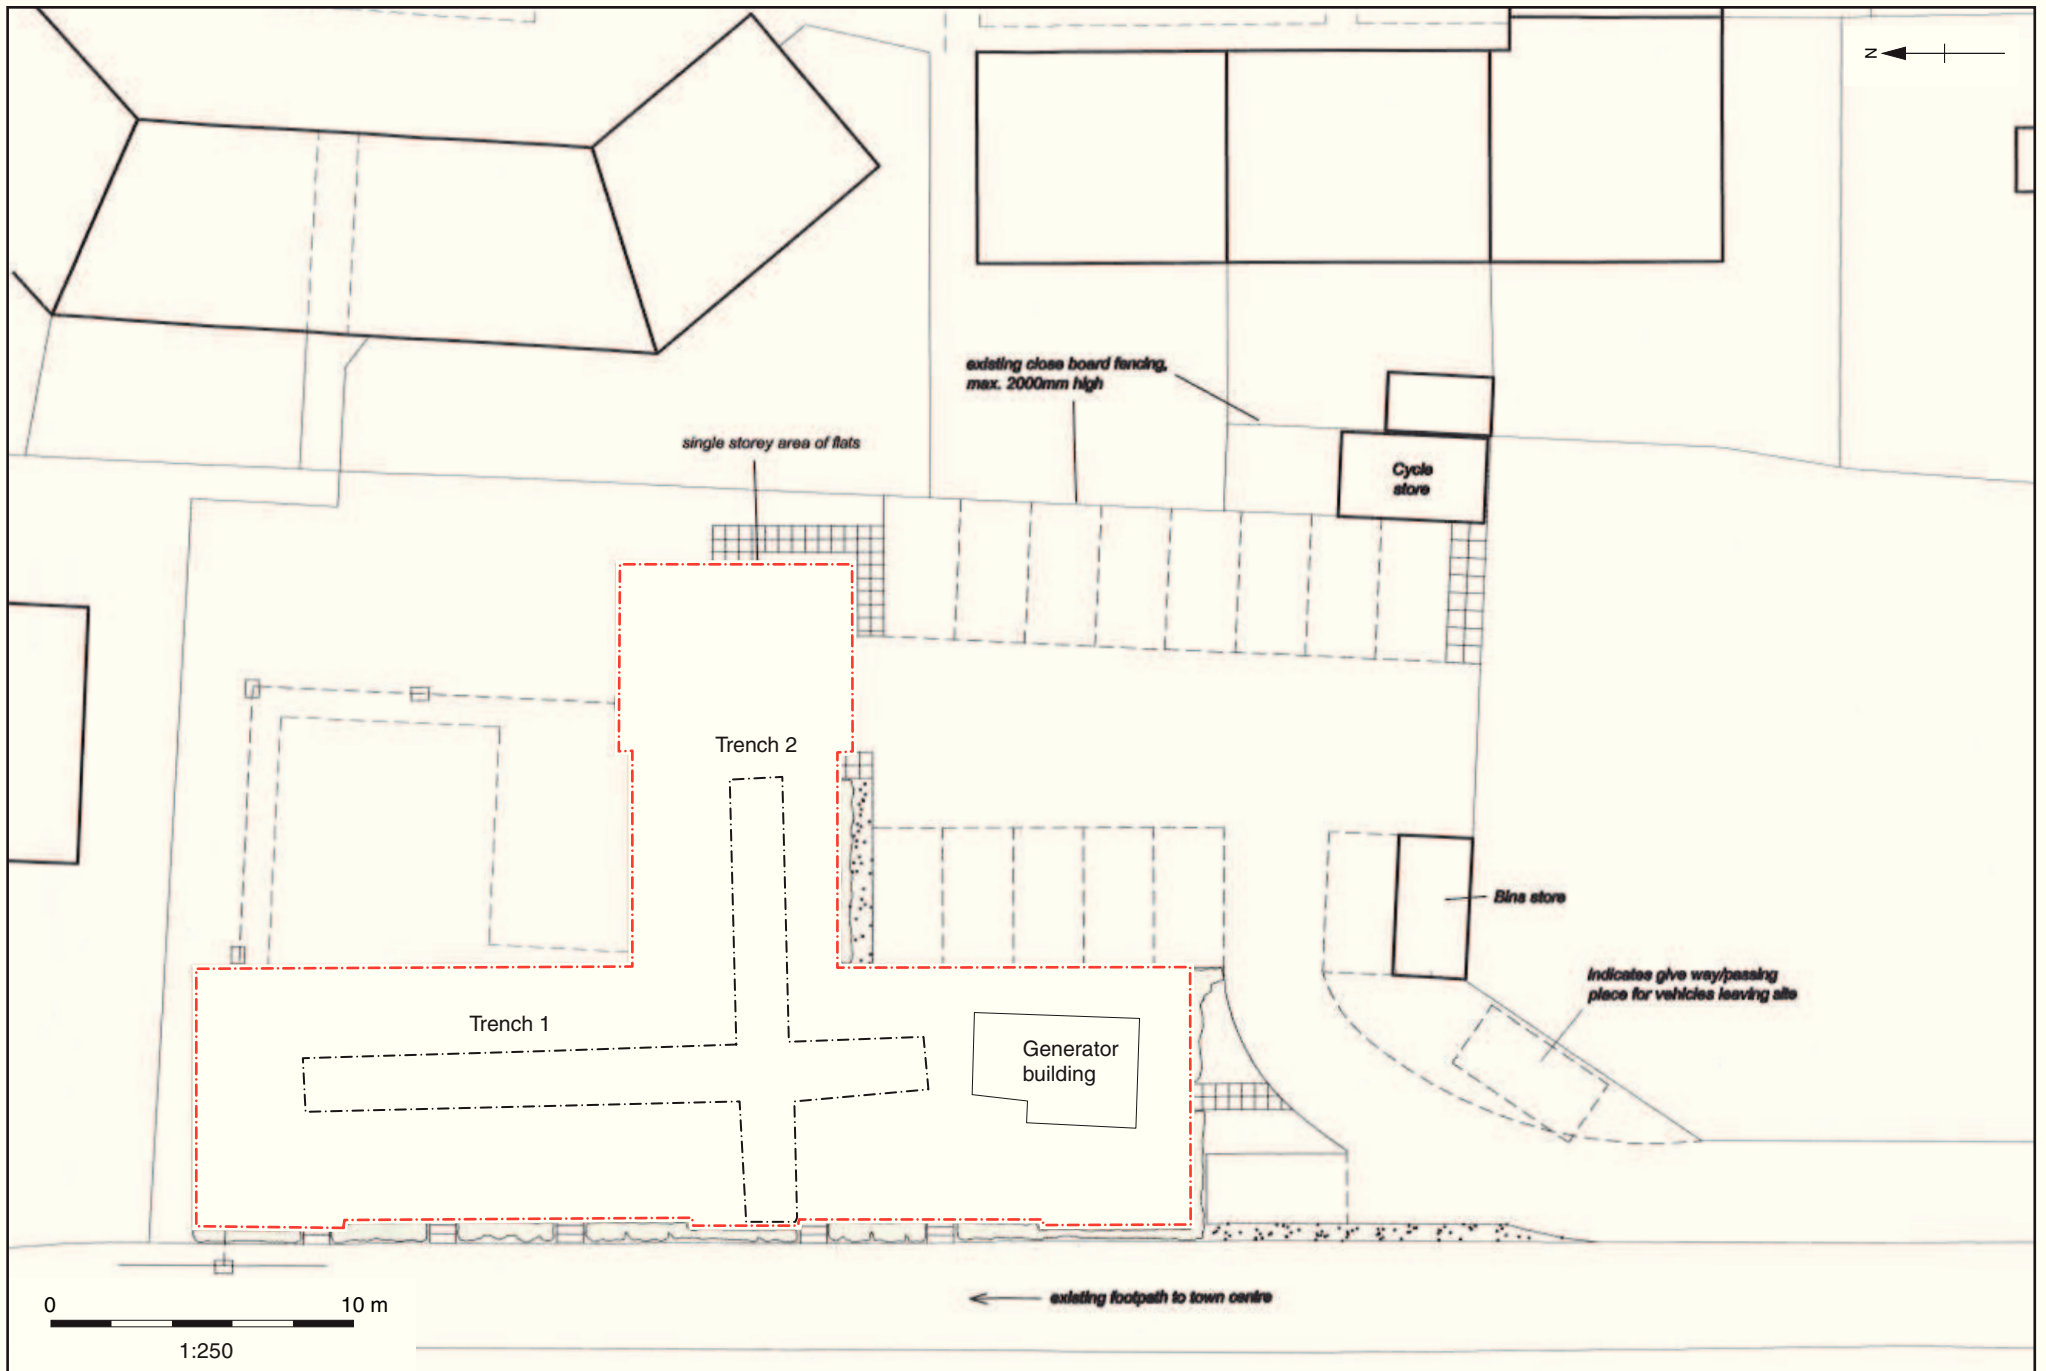 N
existing close board fencing,
max. 2000mm high
single storey area of flats
Cycle
store
Trench 2
Bins store
indicates give way/passing
place for vehicles leaving site
Trench 1
Generator
building
existing footpath to town centre
0 10 m
1:250